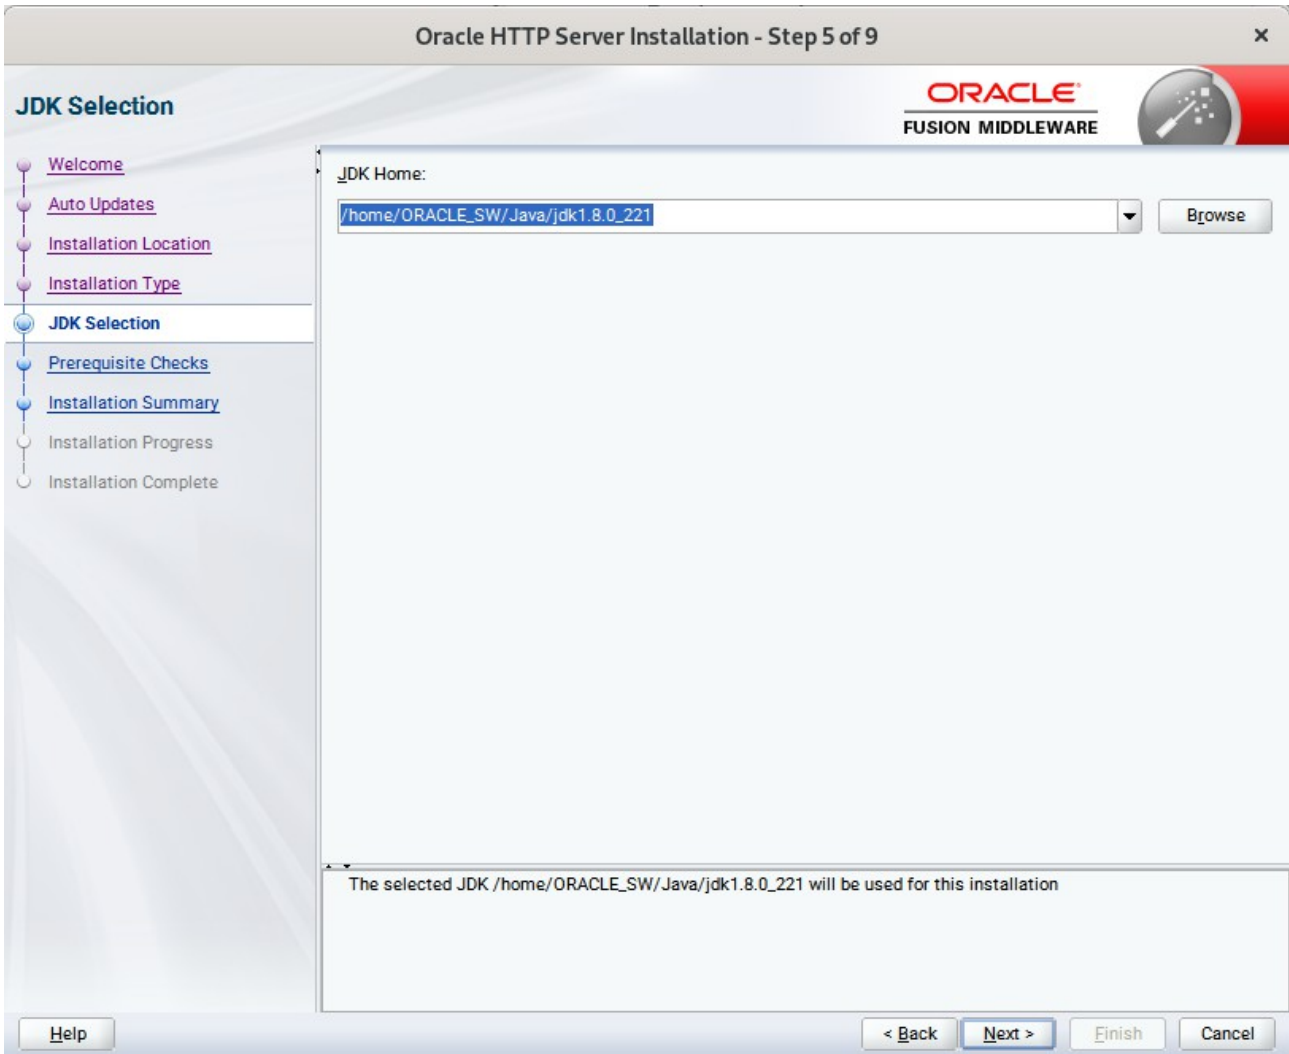 Oracle HTTP Server Installation - Step 5 of 9
JDK Selection
ORACLE
FUSION MIDDLEWARE
Welcome
Auto Updates
Installation Location
Installation Type
JDK Selection
Prerequisite Checks
Installation Summary
Installation Progress
Installation Complete
JDK Home:
/home/ORACLE_SW/Java/jdk1.8.0_221
Browse
The selected JDK /home/ORACLE_SW/Java/jdk1.8.0_221 will be used for this installation
Help
< Back
Next >
Finish
Cancel